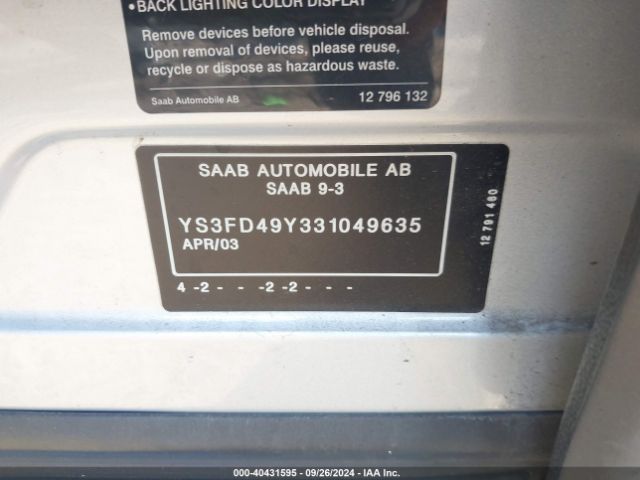 • BACK LIGHTING COLOR DISPLAY
Remove devices before vehicle disposal.
Upon removal of devices, please reuse,
recycle or dispose as hazardous waste.
Saab Automobile AB 12 796 132
SAAB AUTOMOBILE AB
SAAB 9-3
YS3FD49Y331049635
APR/03
4 -2 - - -2 -2 - - -
12 791 460
000-40431595 - 09/26/2024 - IAA Inc.